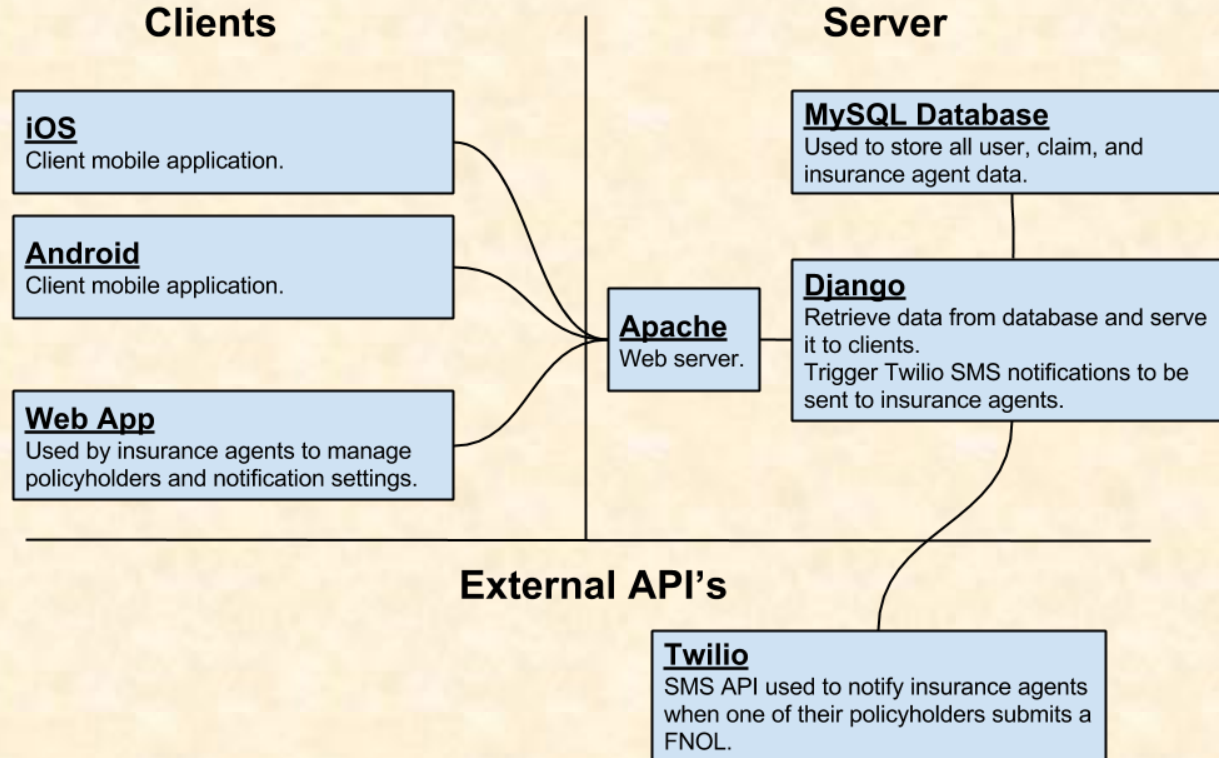 Clients
Server
iOS
Client mobile application.
Android
Client mobile application.
Web App
Used by insurance agents to manage
policyholders and notification settings.
Apache
Web server.
MySQL Database
Used to store all user, claim, and
insurance agent data.
Django
Retrieve data from database and serve
it to clients.
Trigger Twilio SMS notifications to be
sent to insurance agents.
External API's
Twilio
SMS API used to notify insurance agents
when one of their policyholders submits a
FNOL.